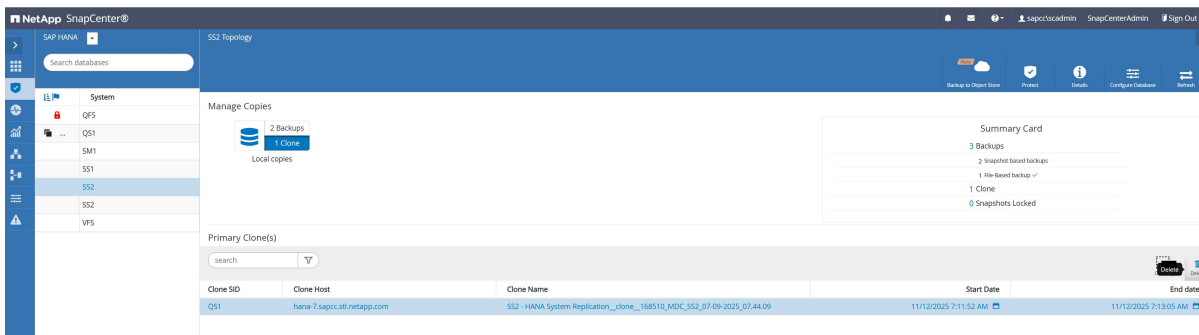 NetApp SnapCenter®
sapcc\scadmin SnapCenterAdmin Sign Out
SAP HANA
SS2 Topology
Search databases
New
Backup to Object Store Protect Details Configure Database Refresh
System
QFS
QS1
SM1
SS1
SS2
SS2
VFS
Manage Copies
2 Backups
1 Clone
Local copies
Summary Card
3 Backups
2 Snapshot based backups
1 File-Based backup ✓
1 Clone
0 Snapshots Locked
Primary Clone(s)
search
Delete
Clone SID Clone Host Clone Name Start Date End date
QS1 hana-7.sapcc.stl.netapp.com SS2 - HANA System Replication__clone__168510_MDC_SS2_07-09-2025_07.44.09 11/12/2025 7:11:52 AM 11/12/2025 7:13:05 AM